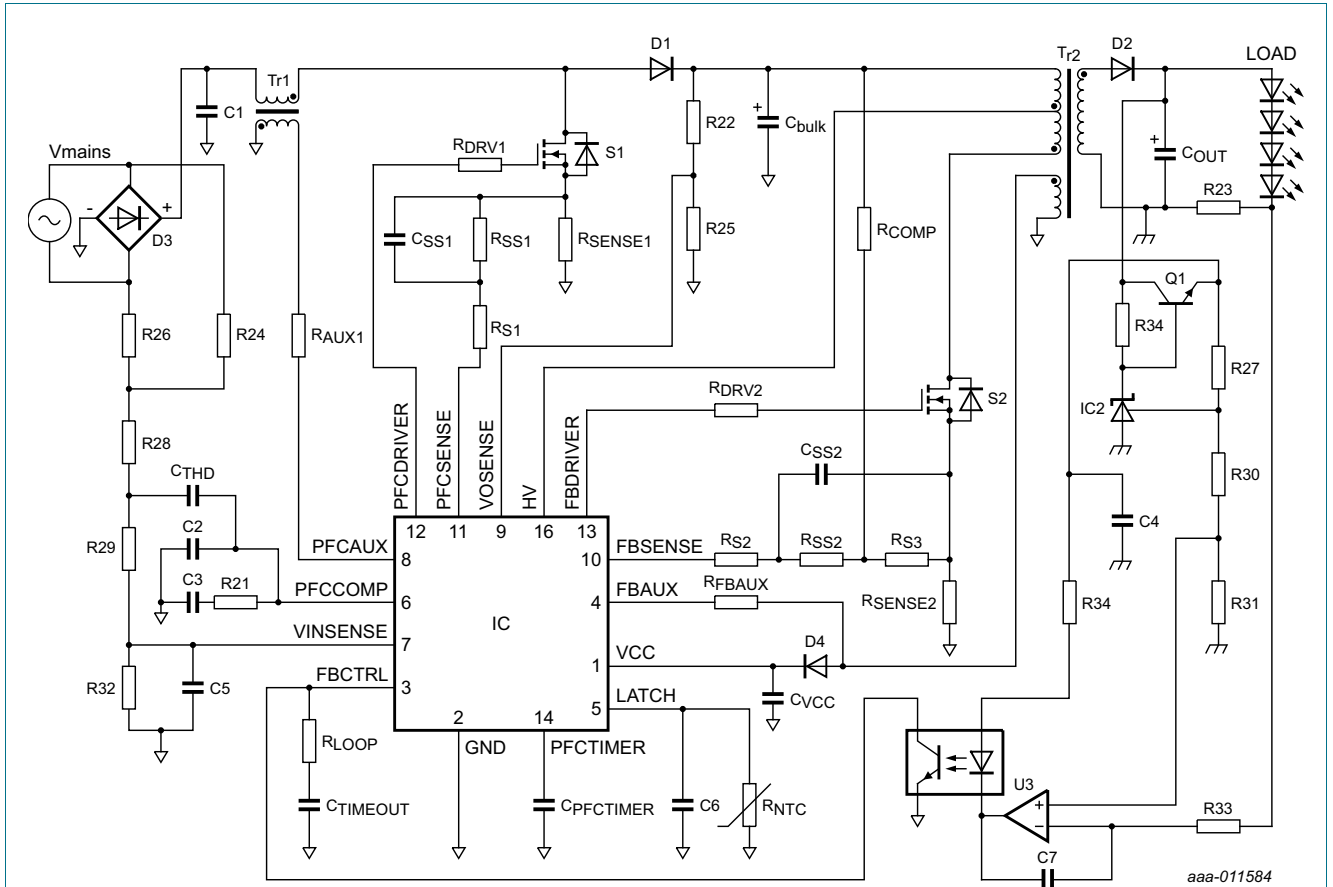 D1
Tr2
D2
LOAD
Tr1
C1
R22
+
Cbulk
RDRV1
S1
Vmains
+
COUT
-
+
R23
D3
CSS1
RSS1
RSENSE1
R25
RCOMP
Q1
R26
R24
RAUX1
RS1
R34
R27
RDRV2
S2
IC2
R28
CTHD
PFCDRIVER
PFCSENSE
VOSENSE
HV
FBDRIVER
CSS2
R30
C2
12
11
9
16
13
C4
R29
PFCAUX
8
10
FBSENSE
RS2
RSS2
RS3
C3
R21
PFCCOMP
6
4
FBAUX
RFBAUX
RSENSE2
R34
R31
IC
VINSENSE
7
VCC
D4
1
R32
C5
FBCTRL
3
LATCH
CVCC
5
2
14
RLOOP
GND
PFCTIMER
U3
+
−
R33
CTIMEOUT
CPFCTIMER
C6
RNTC
C7
aaa-011584